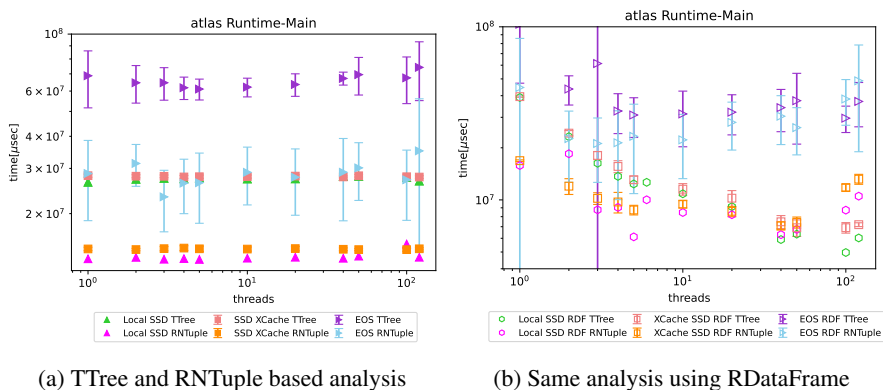 atlas Runtime-Main
10⁸
6 × 10⁷
4 × 10⁷
3 × 10⁷
2 × 10⁷
time[μsec]
10⁰
10¹
10²
threads
Local SSD TTree
SSD XCache TTree
EOS TTree
Local SSD RNTuple
SSD XCache RNTuple
EOS RNTuple
(a) TTree and RNTuple based analysis
atlas Runtime-Main
10⁸
10⁷
time[μsec]
10⁰
10¹
10²
threads
Local SSD RDF TTree
XCache SSD RDF TTree
EOS RDF TTree
Local SSD RDF RNTuple
XCache SSD RDF RNTuple
EOS RDF RNTuple
(b) Same analysis using RDataFrame